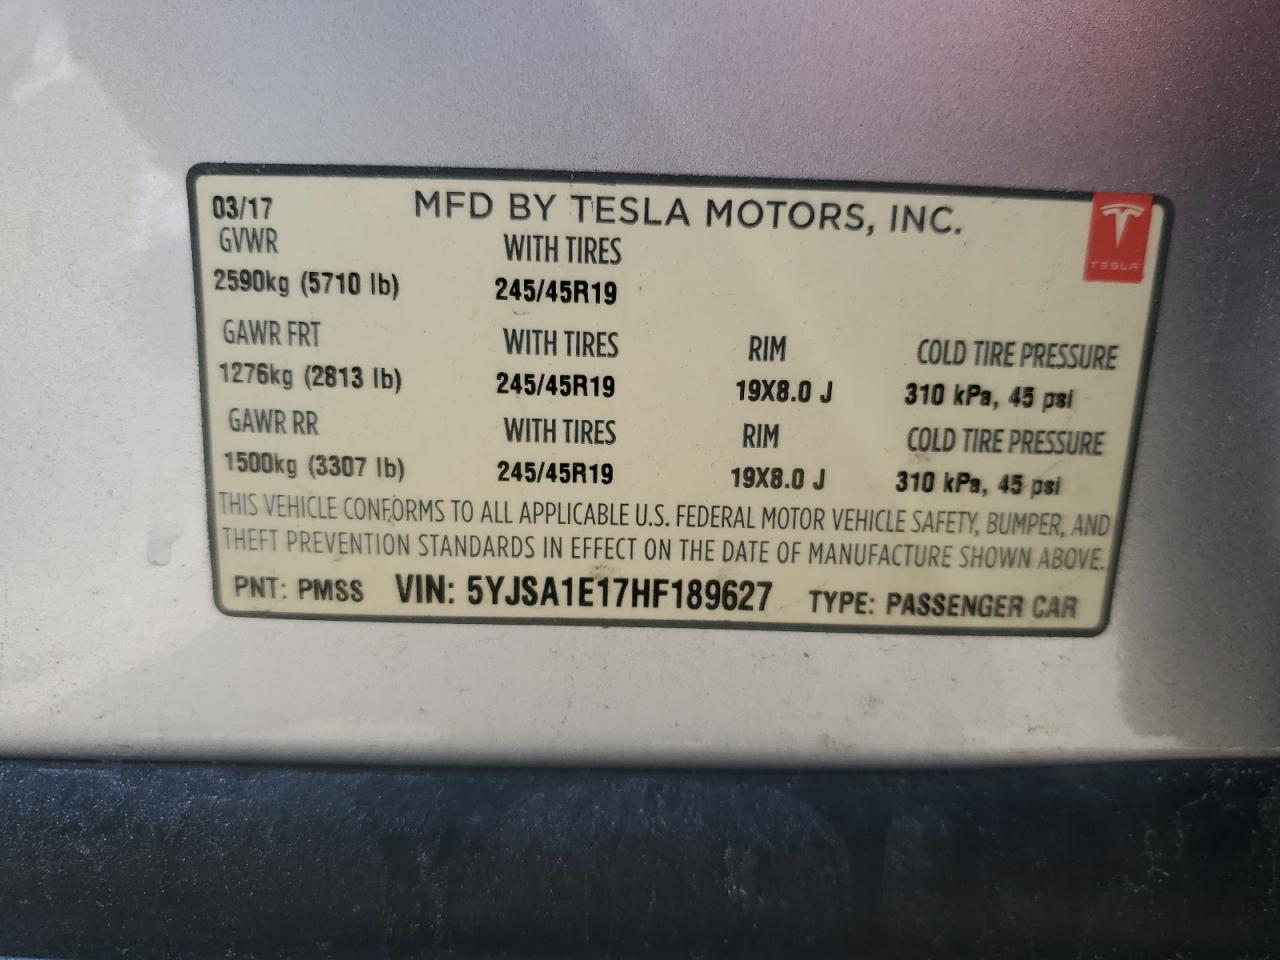 03/17 MFD BY TESLA MOTORS, INC.
TESLA
GVWR WITH TIRES
2590kg (5710 lb) 245/45R19
GAWR FRT WITH TIRES RIM COLD TIRE PRESSURE
1276kg (2813 lb) 245/45R19 19X8.0 J 310 kPa, 45 psi
GAWR RR WITH TIRES RIM COLD TIRE PRESSURE
1500kg (3307 lb) 245/45R19 19X8.0 J 310 kPa, 45 psi
THIS VEHICLE CONFORMS TO ALL APPLICABLE U.S. FEDERAL MOTOR VEHICLE SAFETY, BUMPER, AND
THEFT PREVENTION STANDARDS IN EFFECT ON THE DATE OF MANUFACTURE SHOWN ABOVE.
PNT: PMSS VIN: 5YJSA1E17HF189627 TYPE: PASSENGER CAR